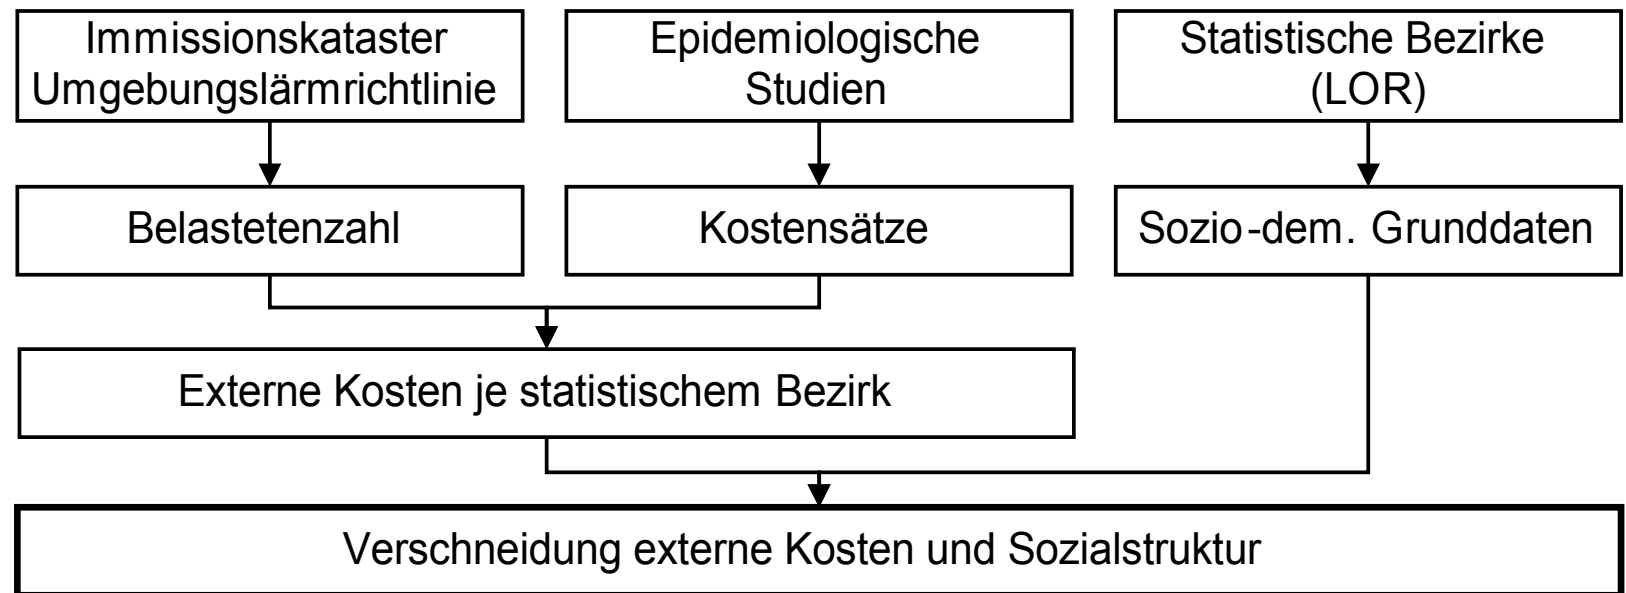 Immissionskataster
Umgebungslärmrichtlinie
Epidemiologische
Studien
Statistische Bezirke
(LOR)
Belastetenzahl
Kostensätze
Sozio-dem. Grunddaten
Externe Kosten je statistischem Bezirk
Verschneidung externe Kosten und Sozialstruktur